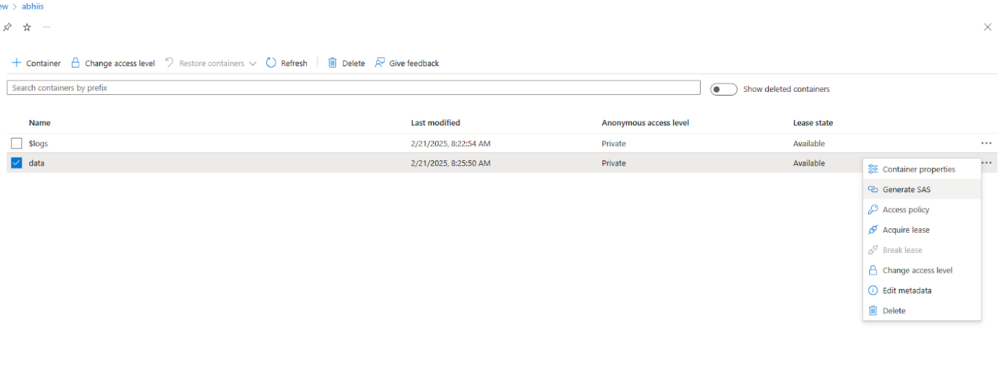 ew > abhiis
Container Change access level Restore containers Refresh Delete Give feedback
Search containers by prefix Show deleted containers
Name Last modified Anonymous access level Lease state
$logs 2/21/2025, 8:22:54 AM Private Available
data 2/21/2025, 8:25:50 AM Private Available
Container properties
Generate SAS
Access policy
Acquire lease
Break lease
Change access level
Edit metadata
Delete